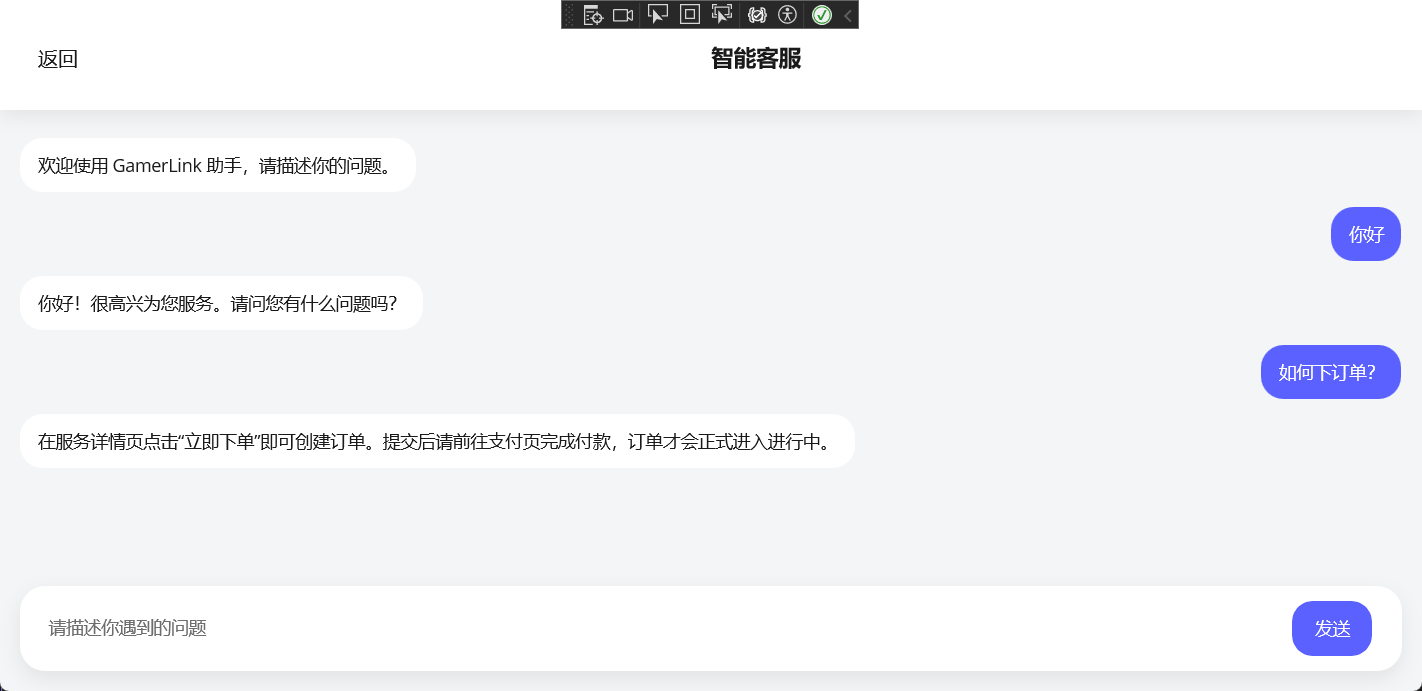 返回
智能客服
欢迎使用 GamerLink 助手，请描述你的问题。
你好
你好！很高兴为您服务。请问您有什么问题吗？
如何下订单？
在服务详情页点击“立即下单”即可创建订单。提交后请前往支付页完成付款，订单才会正式进入进行中。
请描述你遇到的问题
发送